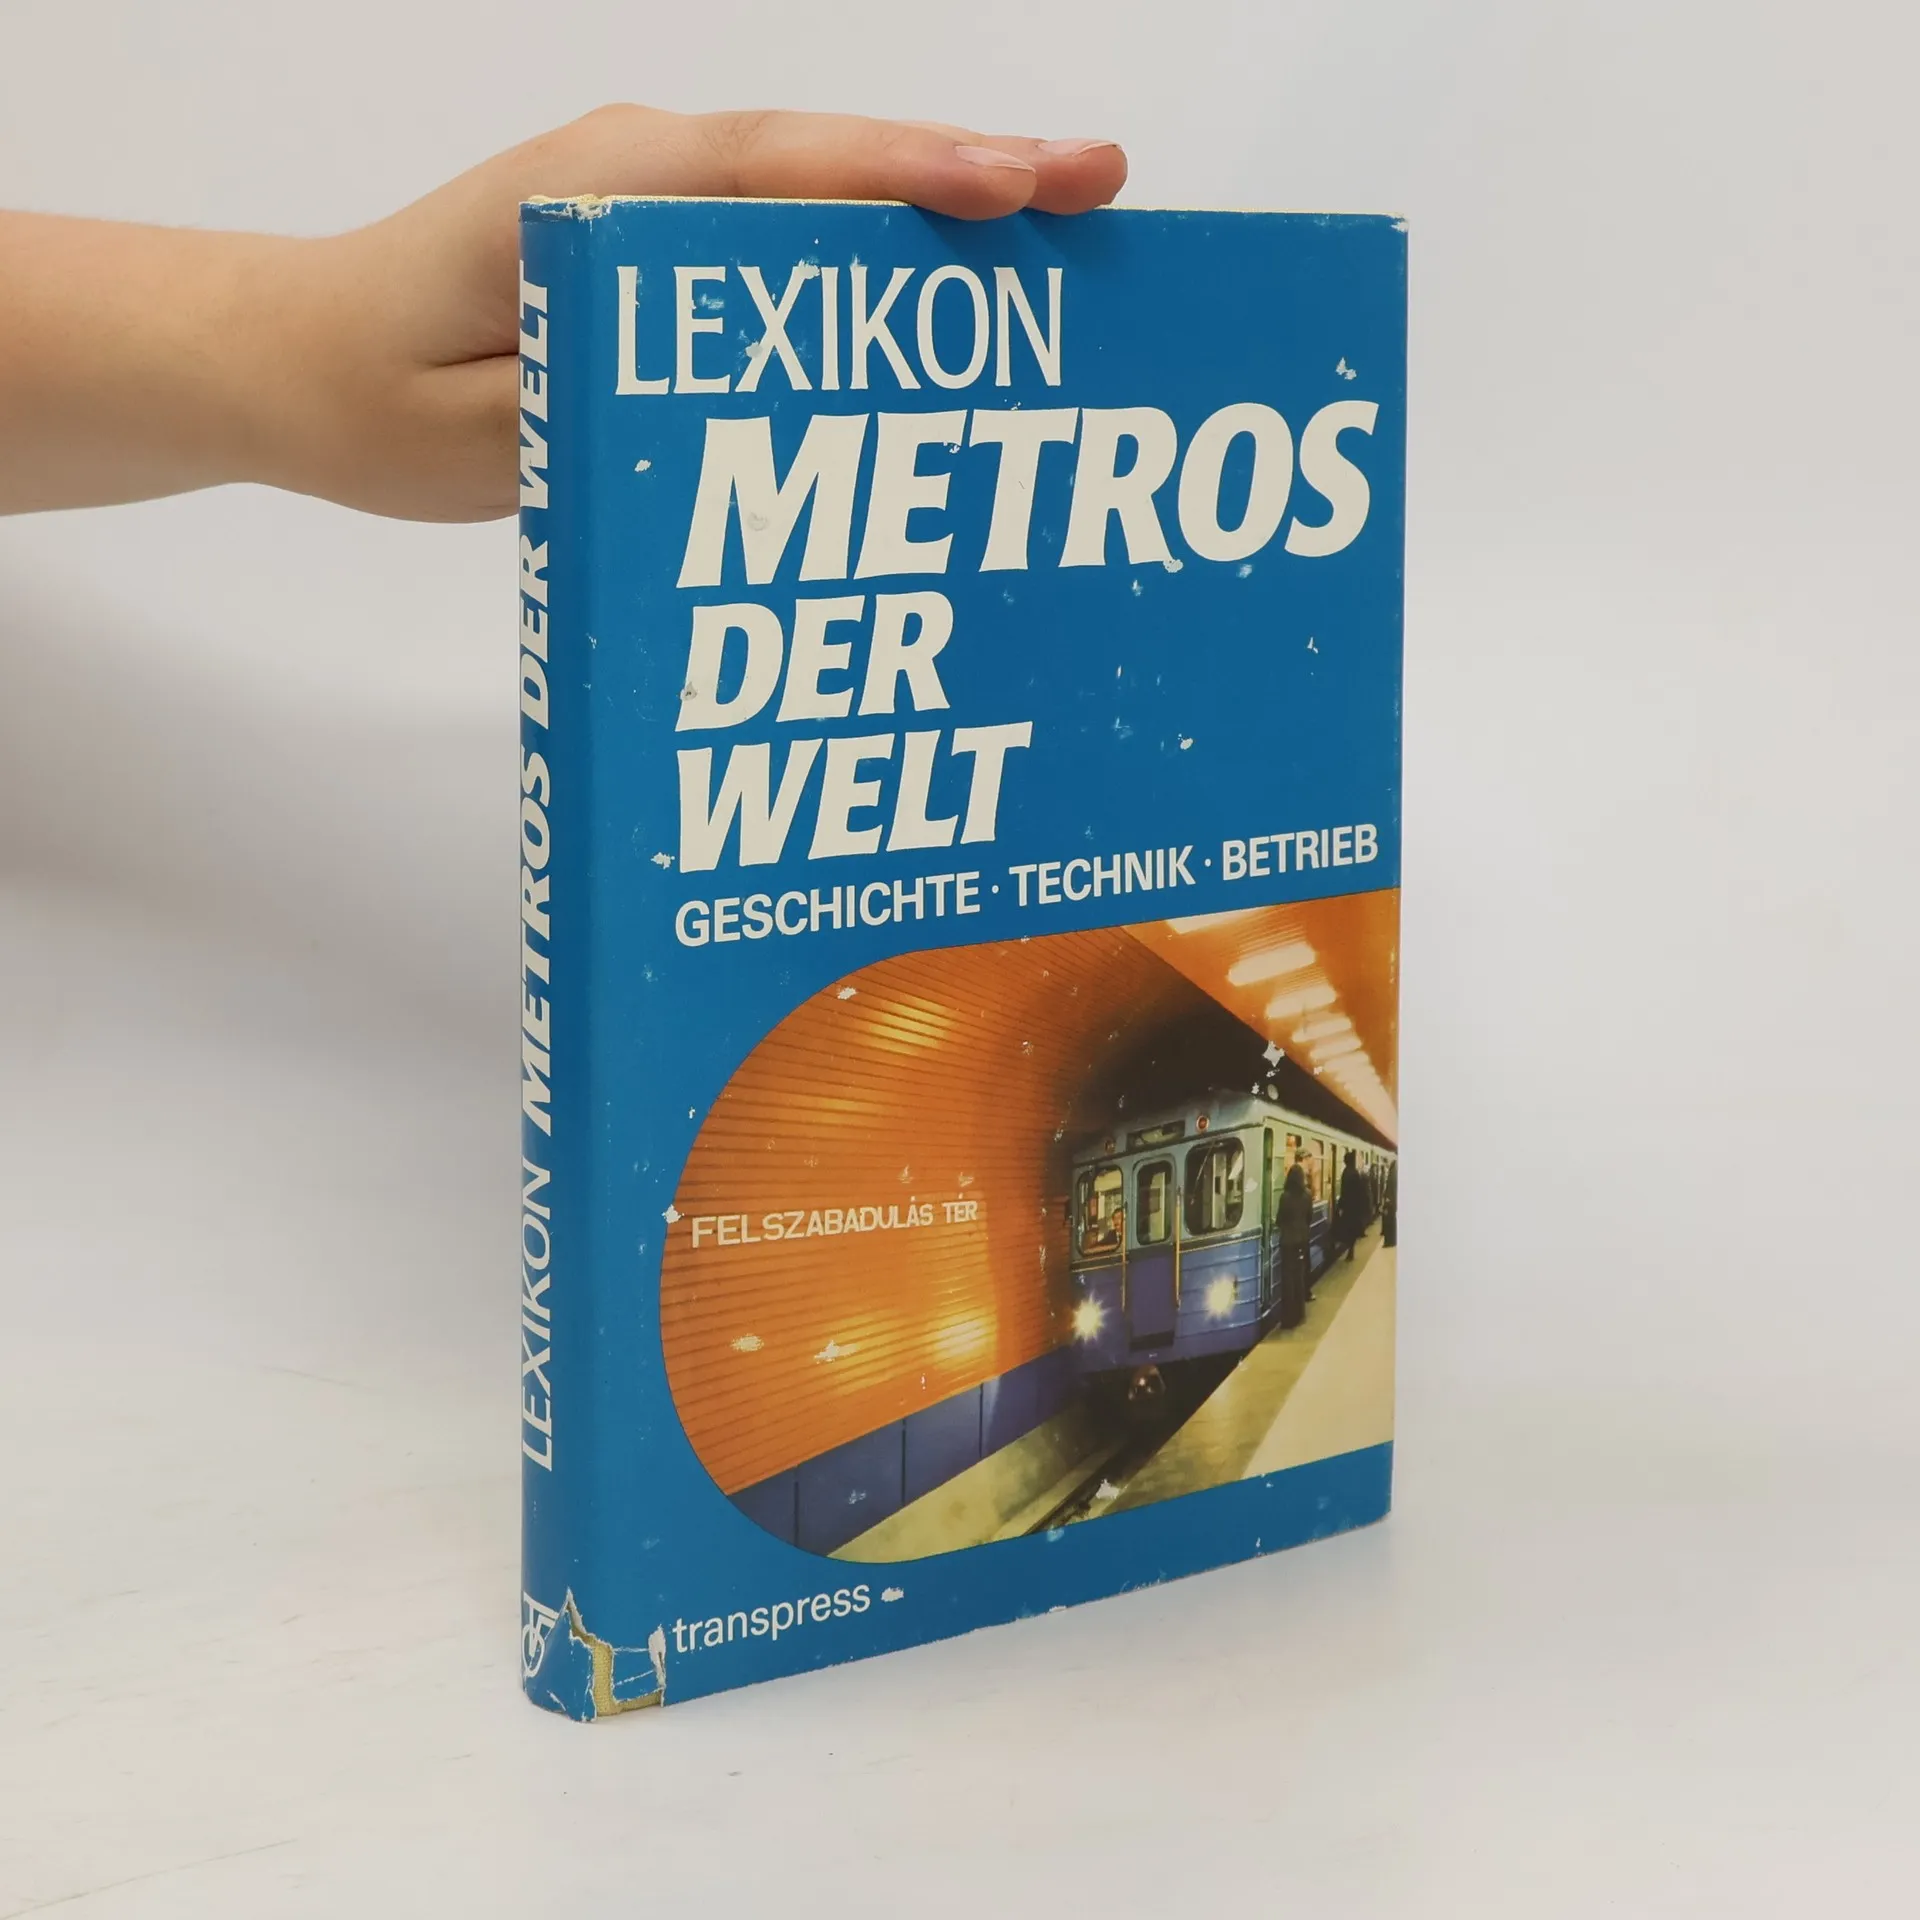 LEXIKON METROS DER WELT
LEXIKON
METROS
DER
WELT
GESCHICHTE · TECHNIK · BETRIEB
FELSZABADULÁS TÉR
transpress